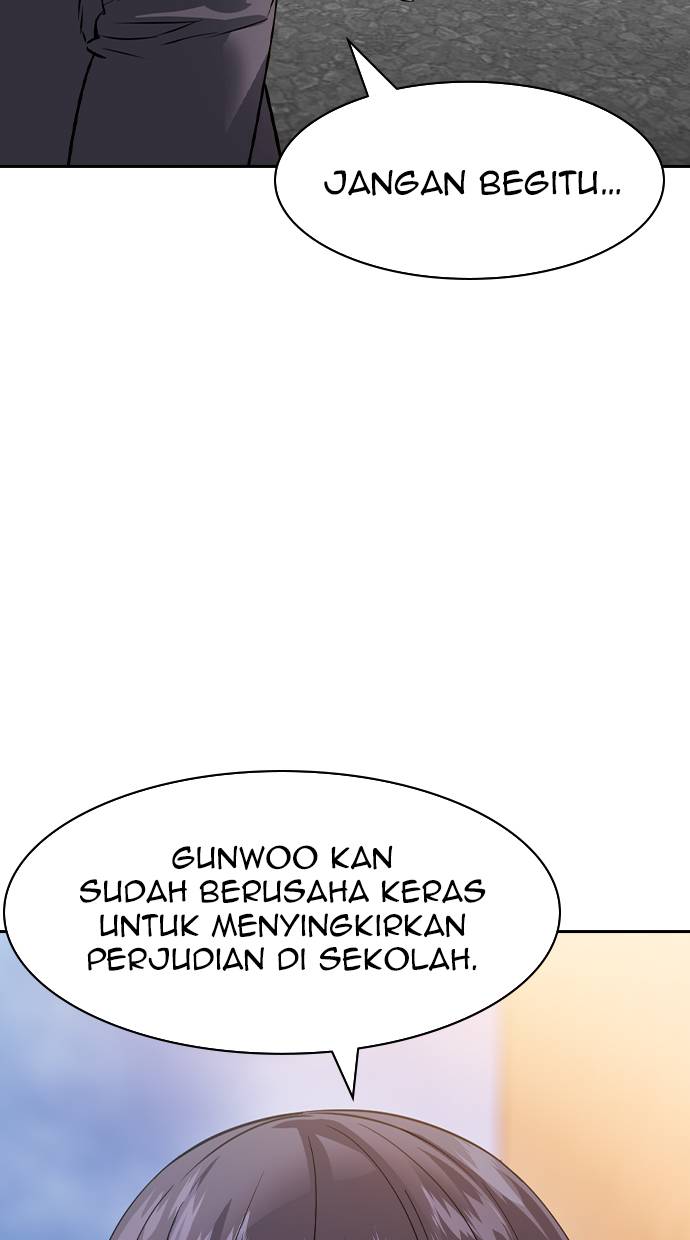 JANGAN BEGITU...
GUNWOO KAN
SUDAH BERUSAHA KERAS
UNTUK MENYINGKIRKAN
PERJUDIAN DI SEKOLAH.